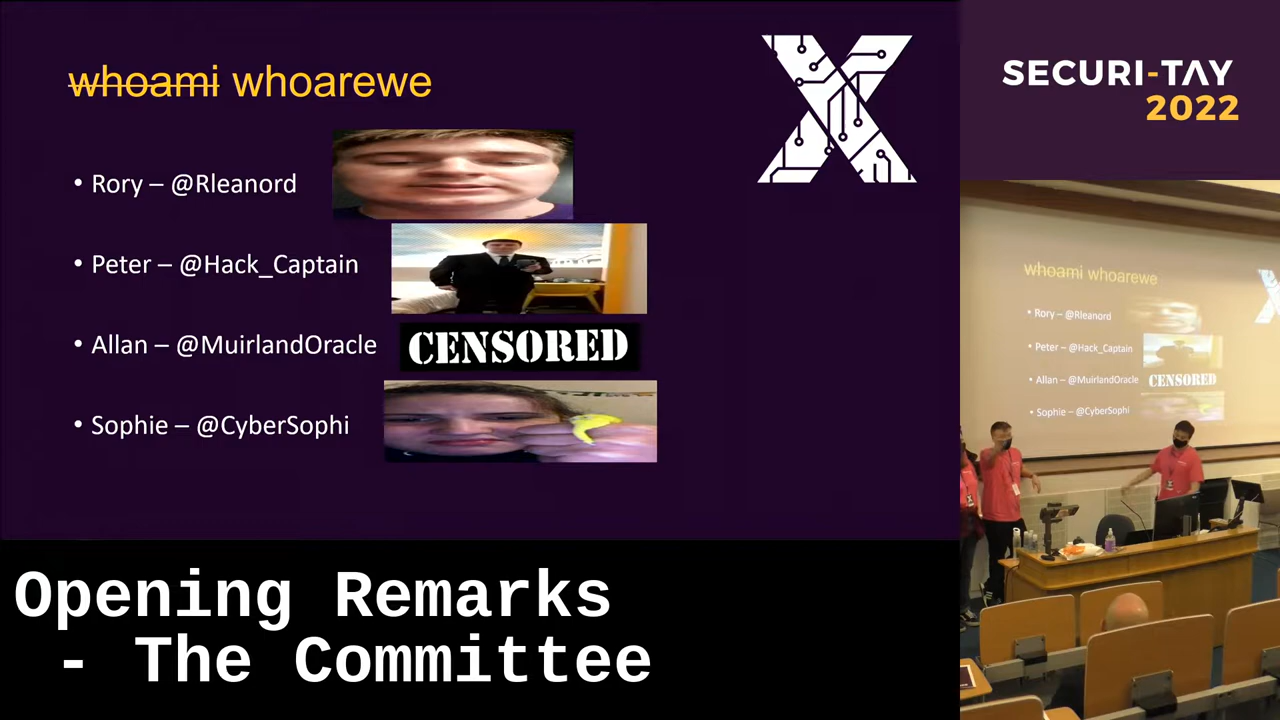 whoami whoarewe
• Rory – @Rleanord
• Peter – @Hack_Captain
• Allan – @MuirlandOracle
CENSORED
• Sophie – @CyberSophi
SECURI-TAY
2022
whoami whoarewe
• Rory – @Rleanord
• Peter – @Hack_Captain
• Allan – @MuirlandOracle
CENSORED
• Sophie – @CyberSophi
Opening Remarks
- The Committee